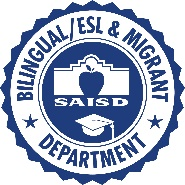 BILINGUAL/ESL & MIGRANT
SAISD
DEPARTMENT